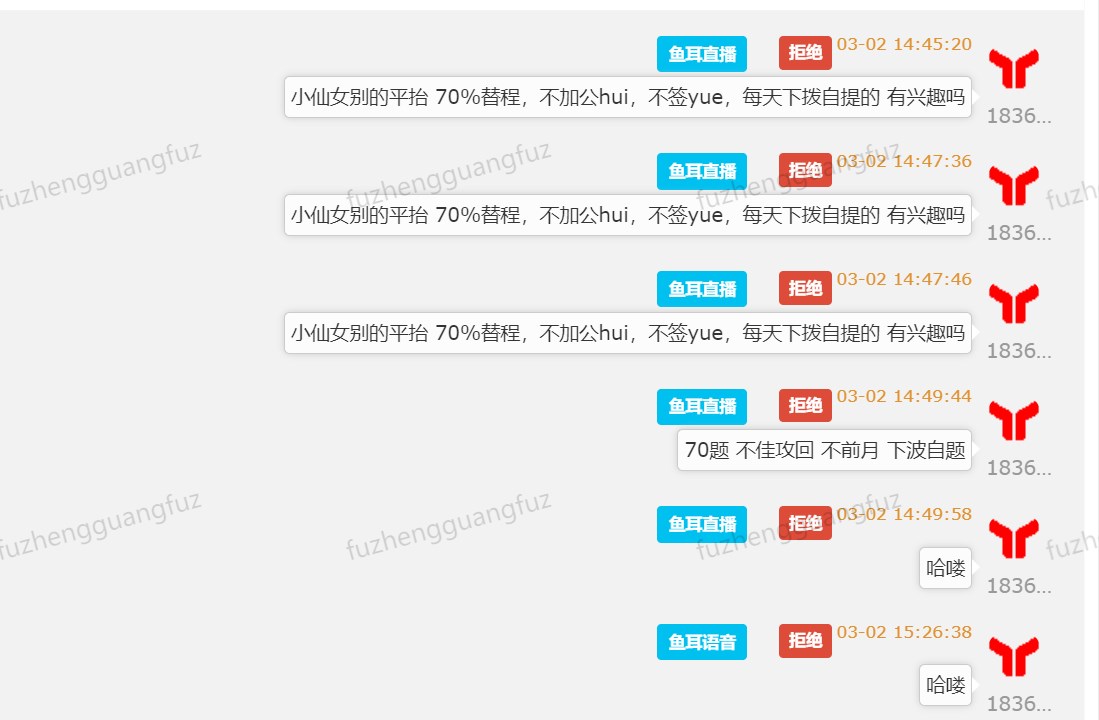 鱼耳直播 拒绝 03-02 14:45:20
小仙女别的平抬 70%替程，不加公hui，不签yue，每天下拨自提的 有兴趣吗
1836...
fuzhengguangfuz fuzhengguangfuz fuzhengguangfuz fuzh
鱼耳直播 拒绝 03-02 14:47:36
小仙女别的平抬 70%替程，不加公hui，不签yue，每天下拨自提的 有兴趣吗
1836...
鱼耳直播 拒绝 03-02 14:47:46
小仙女别的平抬 70%替程，不加公hui，不签yue，每天下拨自提的 有兴趣吗
1836...
鱼耳直播 拒绝 03-02 14:49:44
70题 不佳攻回 不前月 下波自题
1836...
fuzhengguangfuz fuzhengguangfuz fuzhengguangfuz fuzh
鱼耳直播 拒绝 03-02 14:49:58
哈喽
1836...
鱼耳语音 拒绝 03-02 15:26:38
哈喽
1836...